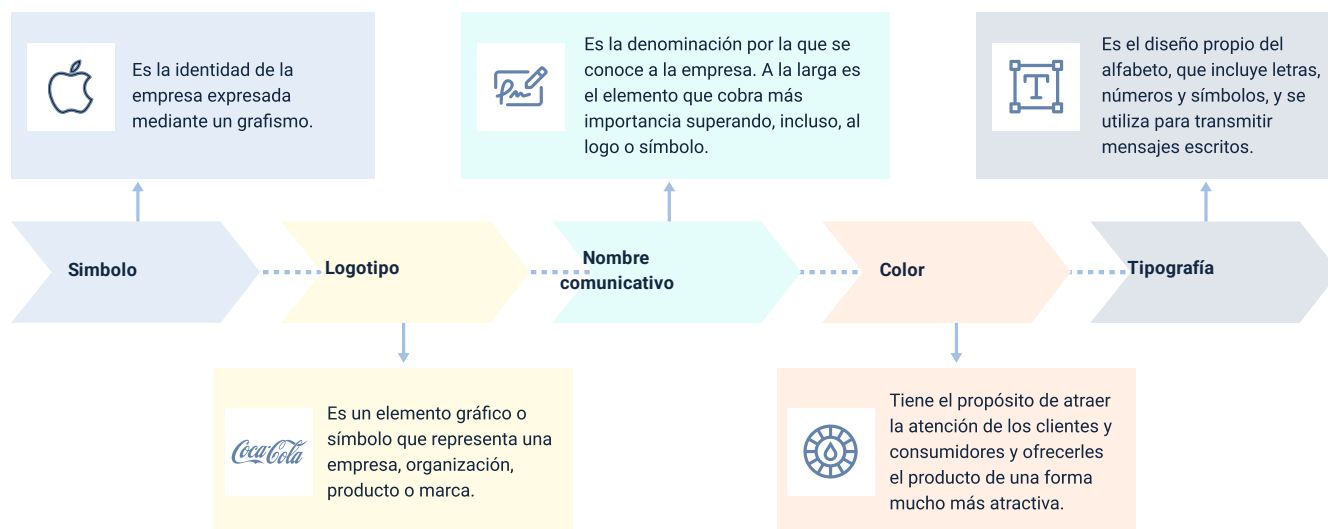 Es la identidad de la
empresa expresada
mediante un grafismo.
Es la denominación por la que se
conoce a la empresa. A la larga es
el elemento que cobra más
importancia superando, incluso, al
logo o símbolo.
T
Es el diseño propio del
alfabeto, que incluye letras,
números y símbolos, y se
utiliza para transmitir
mensajes escritos.
Simbolo
Logotipo
Nombre
comunicativo
Color
Tipografía
Coca-Cola
Es un elemento gráfico o
símbolo que representa una
empresa, organización,
producto o marca.
Tiene el propósito de atraer
la atención de los clientes y
consumidores y ofrecerles
el producto de una forma
mucho más atractiva.